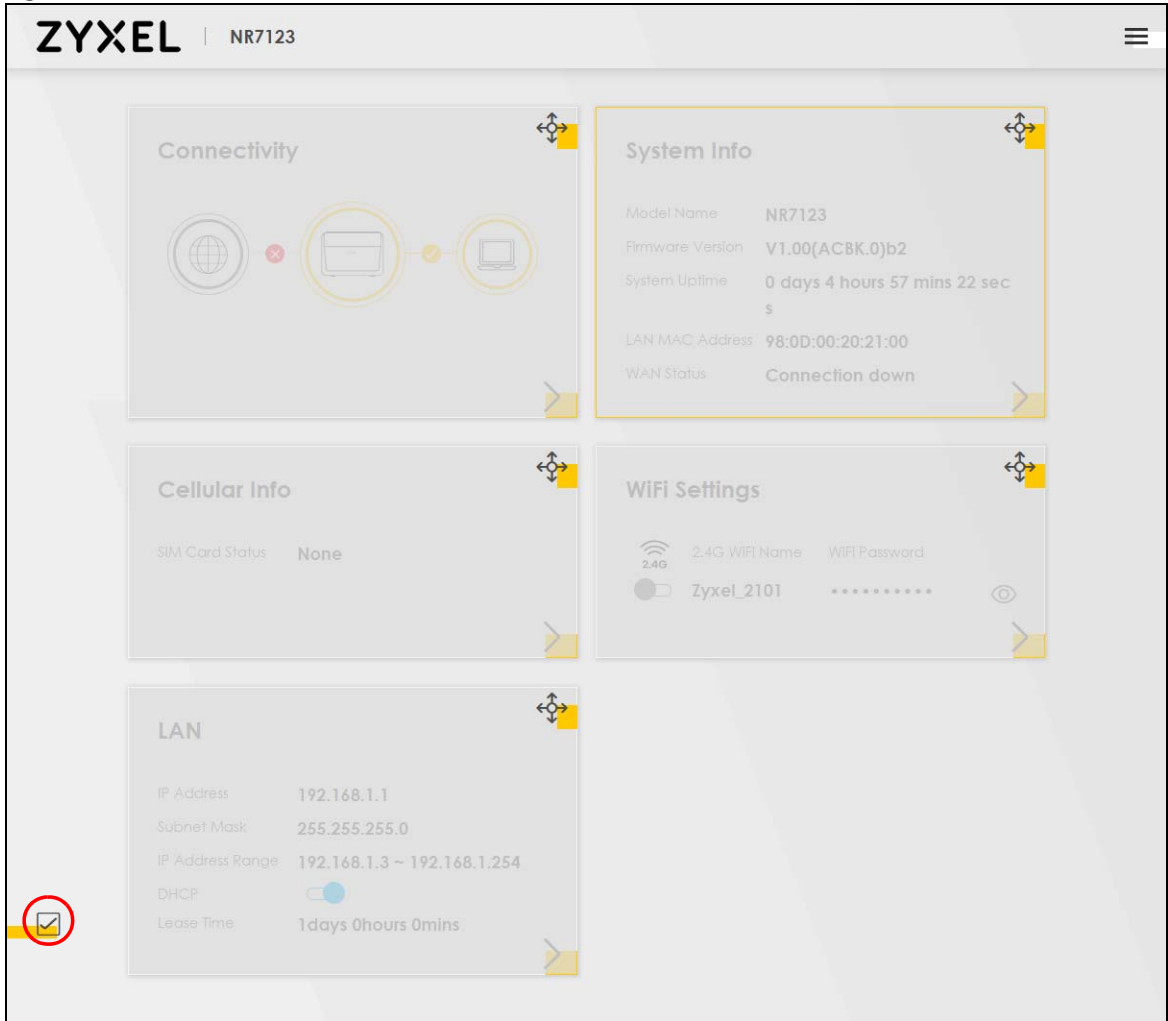 ZYXEL NR7123
Connectivity
System Info
Model Name NR7123
Firmware Version V1.00(ACBK.0)b2
System Uptime 0 days 4 hours 57 mins 22 sec
s
LAN MAC Address 98:0D:00:20:21:00
WAN Status Connection down
Cellular Info
SIM Card Status None
WiFi Settings
2.4G WiFi Name WiFi Password
2.4G
Zyxel_2101 ••••••••••
LAN
IP Address 192.168.1.1
Subnet Mask 255.255.255.0
IP Address Range 192.168.1.3 ~ 192.168.1.254
DHCP
Lease Time 1days 0hours 0mins